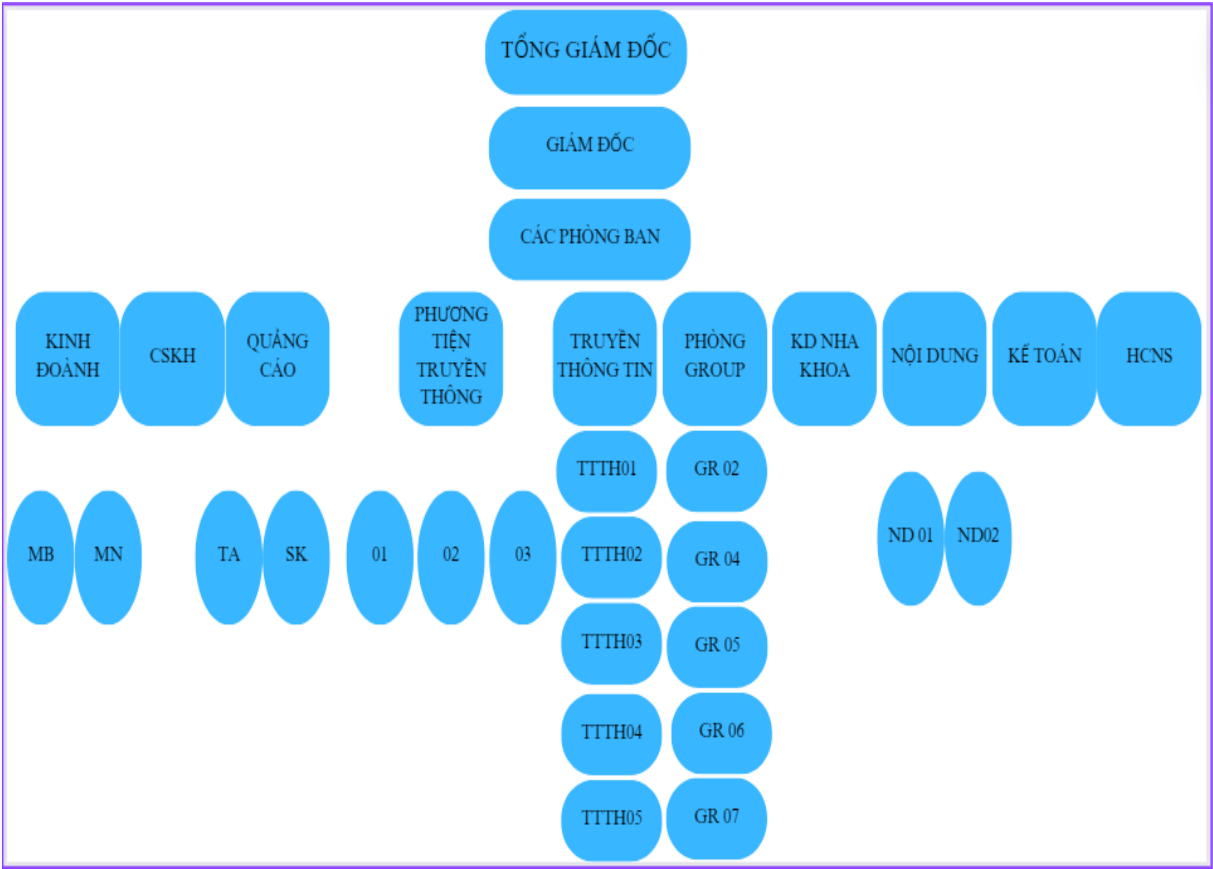 TỔNG GIÁM ĐỐC
GIÁM ĐỐC
CÁC PHÒNG BAN
KINH
ĐOÀNH
CSKH
QUẢNG
CÁO
PHƯƠNG
TIỆN
TRUYỀN
THÔNG
TRUYỀN
THÔNG TIN
PHÒNG
GROUP
KD NHA
KHOA
NỘI DUNG
KẾ TOÁN
HCNS
MB
MN
TA
SK
01
02
03
TTTH01
TTTH02
TTTH03
TTTH04
TTTH05
GR 02
GR 04
GR 05
GR 06
GR 07
ND 01
ND02